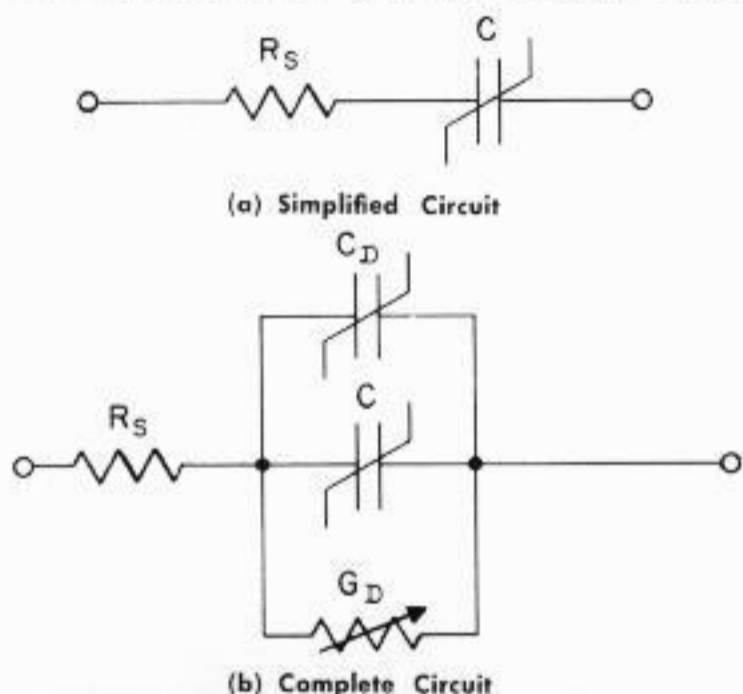 R_S
C
(a) Simplified Circuit
C_D
C
R_S
G_D
(b) Complete Circuit